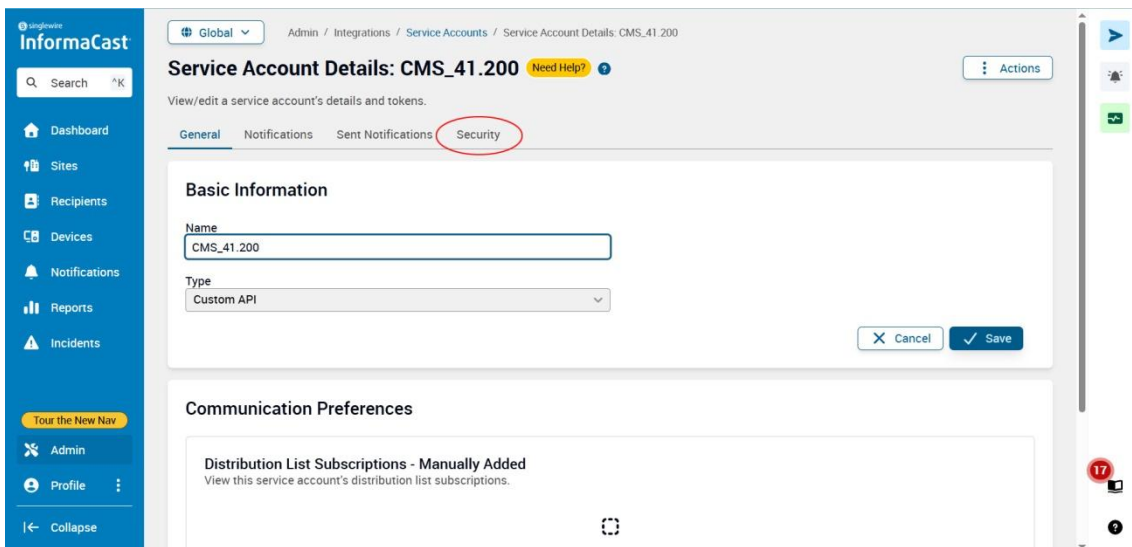 singlewire
InformaCast
Search ^K
Dashboard
Sites
Recipients
Devices
Notifications
Reports
Incidents
Tour the New Nav
Admin
Profile
Collapse
Global
Admin / Integrations / Service Accounts / Service Account Details: CMS_41.200
Service Account Details: CMS_41.200 Need Help? ?
Actions
View/edit a service account's details and tokens.
General Notifications Sent Notifications Security
Basic Information
Name
CMS_41.200
Type
Custom API
Cancel Save
Communication Preferences
Distribution List Subscriptions - Manually Added
View this service account's distribution list subscriptions.
17
?